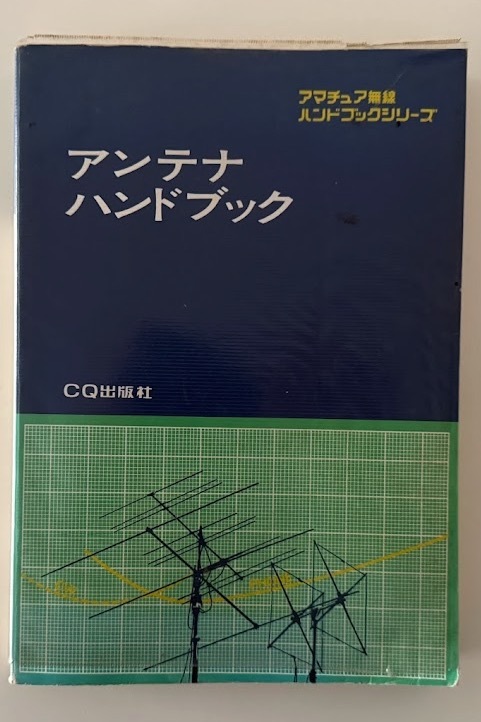 アマチュア無線
ハンドブックシリーズ
アンテナ
ハンドブック
CQ出版社